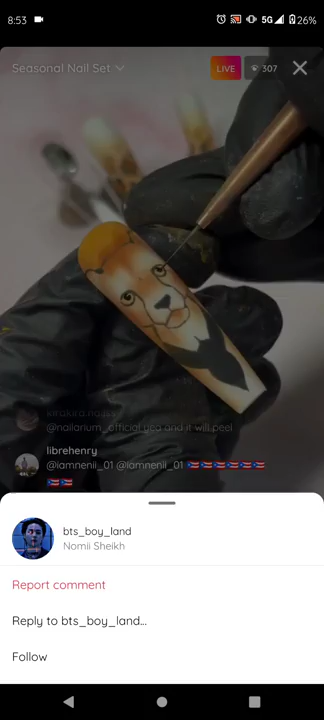 8:53
5G
26%
Seasonal Nail Set
LIVE
307
@nailarium_official yea and it will peel
librehenry
@iamnenii_01 @iamnenii_01 🇵🇷🇵🇷🇵🇷🇵🇷🇵🇷🇵🇷
🇵🇷🇵🇷
bts_boy_land
Nomii Sheikh
Report comment
Reply to bts_boy_land...
Follow